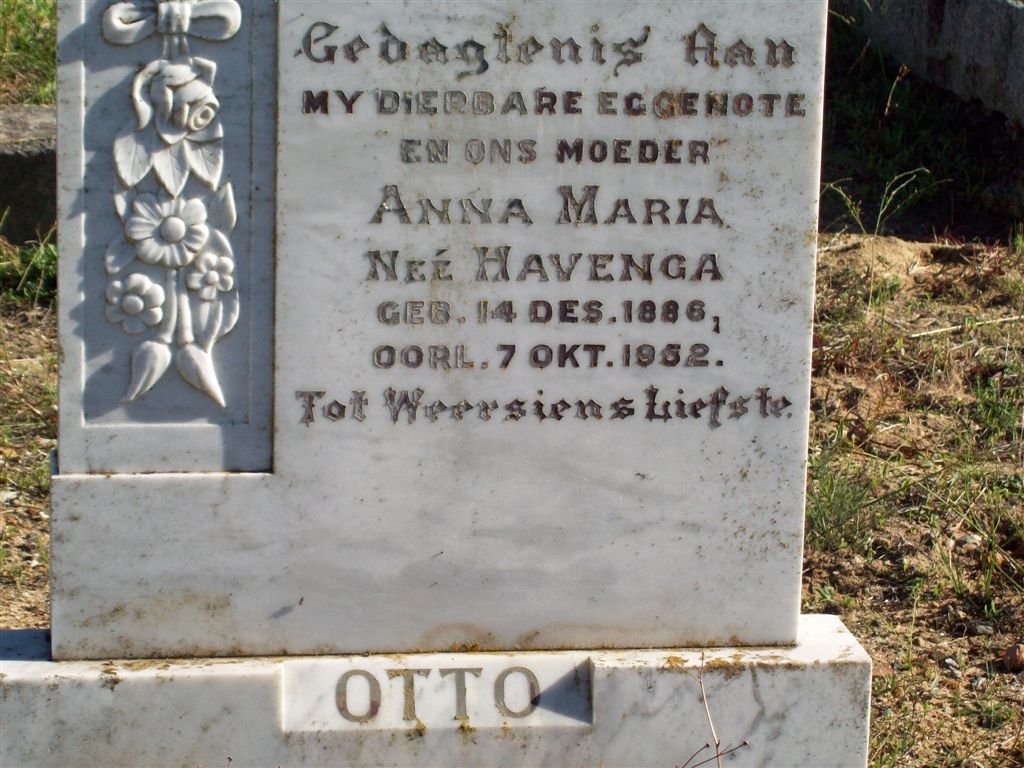 Gedagtenis Aan
MY DIERBARE EGGENOTE
EN ONS MOEDER
ANNA MARIA
NEÉ HAVENGA
GEB. 14 DES. 1886,
OORL. 7 OKT. 1952.
Tot Weersiens Liefste.
OTTO